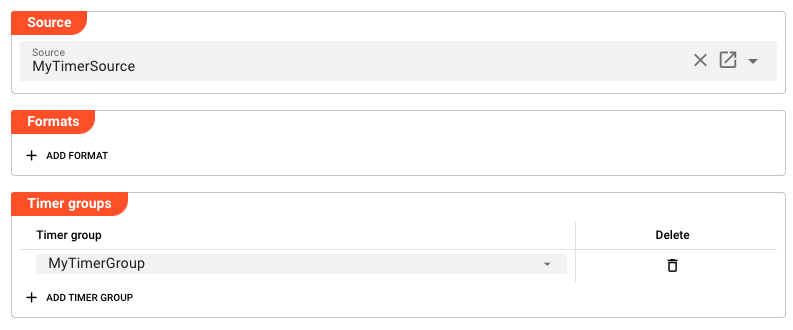 Source
Source
MyTimerSource
Formats
ADD FORMAT
Timer groups
Timer group Delete
MyTimerGroup
ADD TIMER GROUP